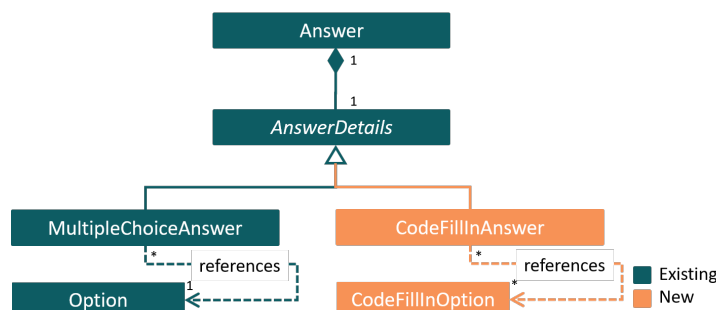 Answer
1
1
AnswerDetails
MultipleChoiceAnswer
CodeFillInAnswer
*
references
*
references
Existing
Option
1
CodeFillInOption
*
New